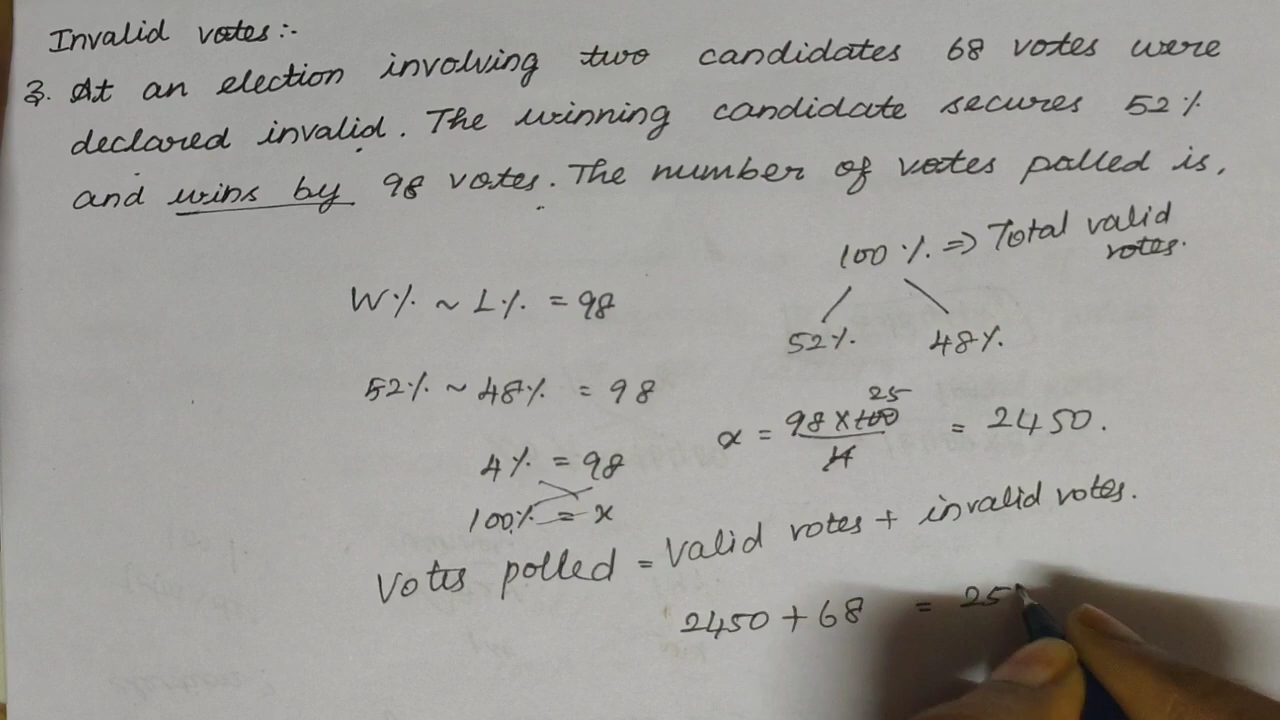 Invalid votes:-
3. At an election involving two candidates 68 votes were
declared invalid. The winning candidate secures 52%
and wins by 98 votes. The number of votes polled is,
100% => Total valid
votes.
52% 48%
W% ~ L% = 98
52% ~ 48% = 98
4% = 98
100% = x
25
x = 98 x 100 = 2450.
4
Votes polled = Valid votes + invalid votes.
2450 + 68 = 25